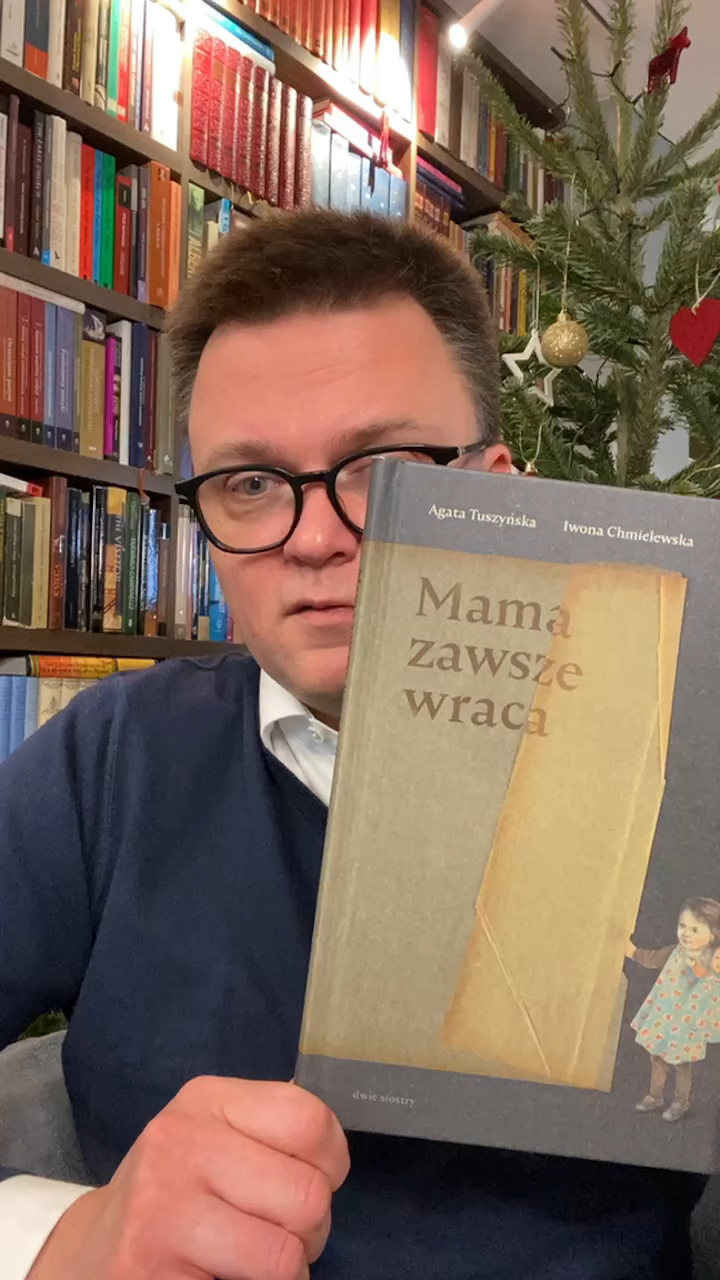 Agata Tuszyńska Iwona Chmielewska
Mama
zawsze
wraca
dwie siostry